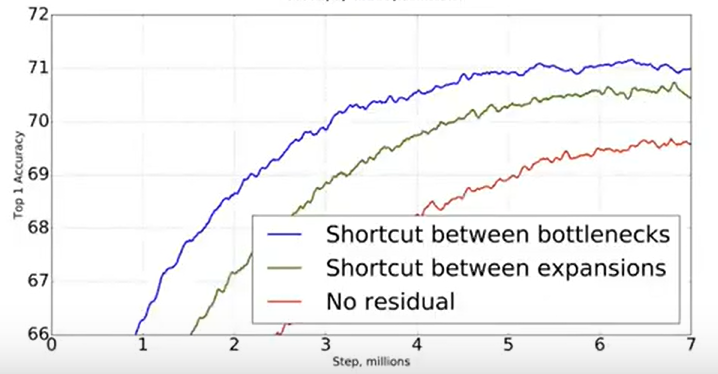 72
71
70
69
68
67
66
Top 1 Accuracy
Shortcut between bottlenecks
Shortcut between expansions
No residual
0 1 2 3 4 5 6 7
Step, millions